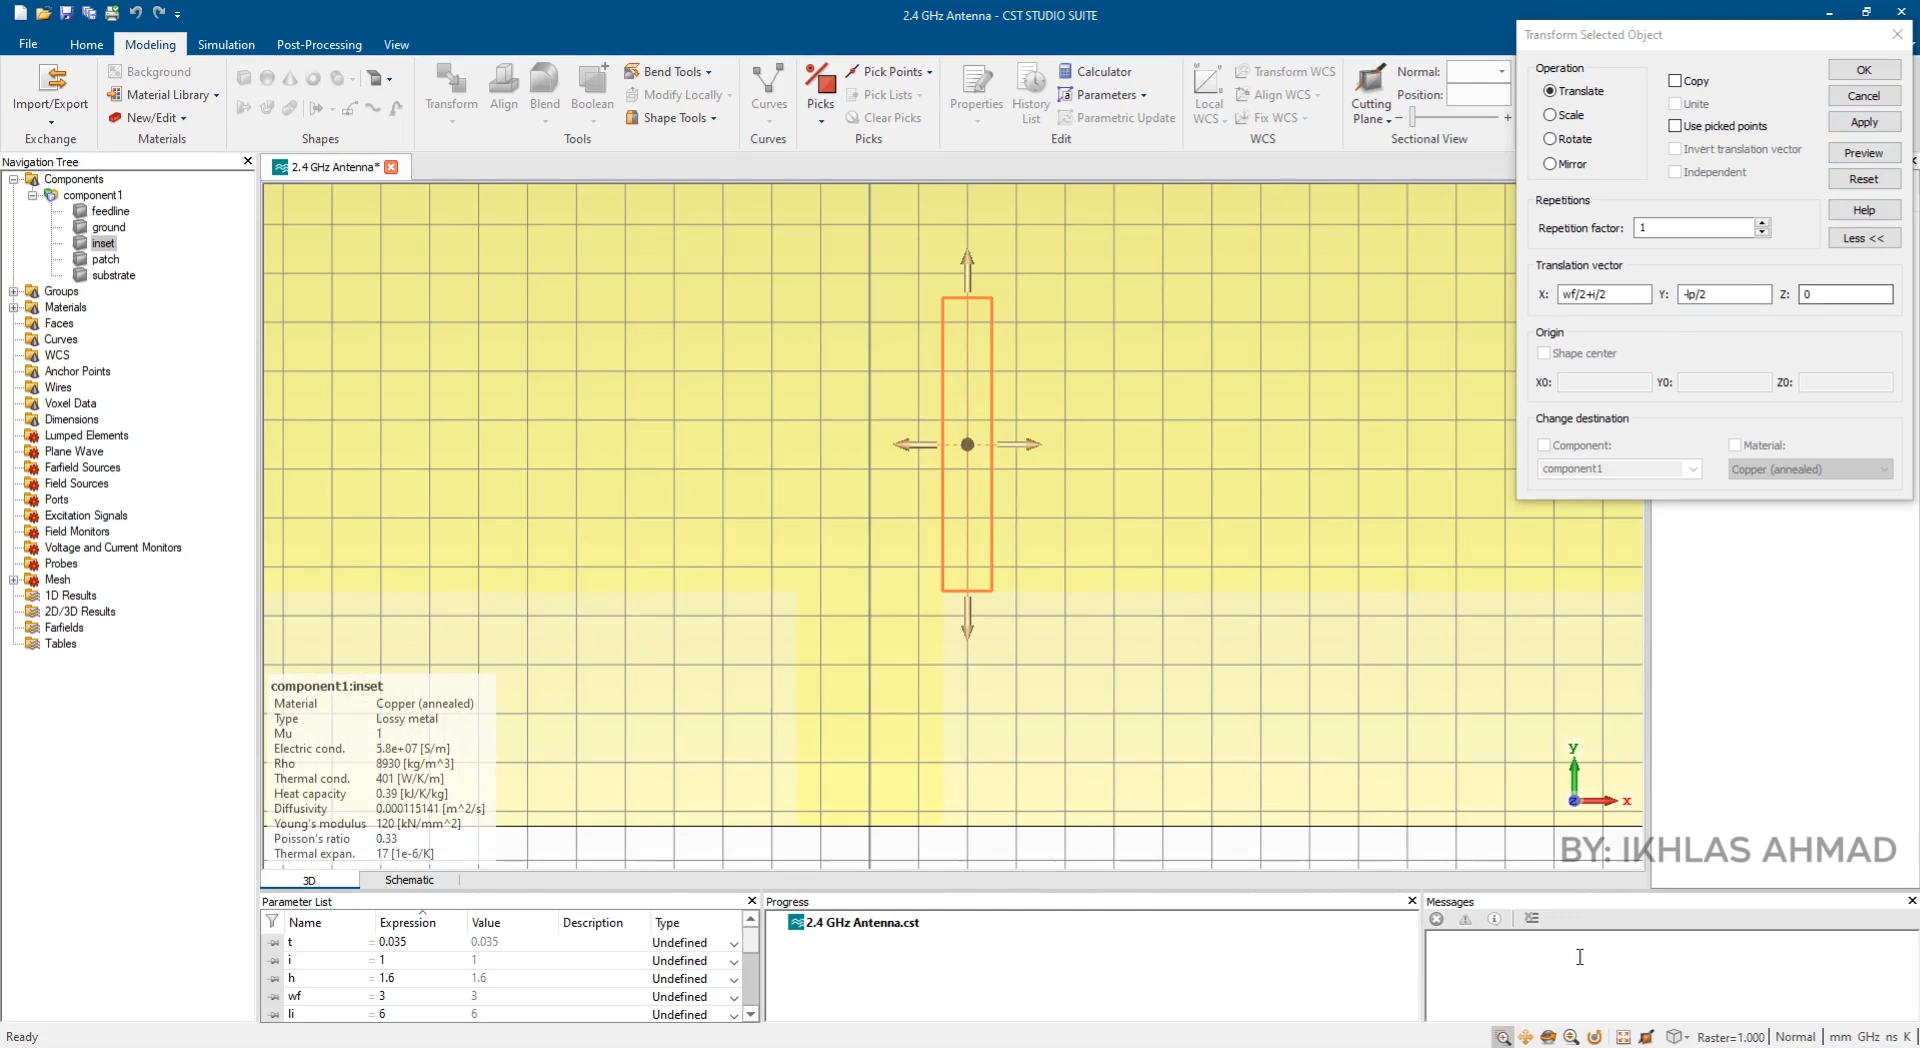 2.4 GHz Antenna - CST STUDIO SUITE
File Home Modeling Simulation Post-Processing View
Import/Export
Exchange
Background
Material Library
New/Edit
Materials
Shapes
Transform
Align
Blend
Boolean
Bend Tools
Modify Locally
Shape Tools
Tools
Curves
Curves
Picks
Pick Points
Pick Lists
Clear Picks
Picks
Properties
History List
Calculator
Parameters
Parametric Update
Edit
Local WCS
Transform WCS
Align WCS
Fix WCS
WCS
Cutting Plane
Normal:
Position:
Sectional View
Transform Selected Object
Operation
Translate
Scale
Rotate
Mirror
Copy
Unite
Use picked points
Invert translation vector
Independent
OK
Cancel
Apply
Preview
Reset
Help
Less <<
Repetitions
Repetition factor: 1
Translation vector
X: wf/2+i/2 Y: -lp/2 Z: 0
Origin
Shape center
X0: Y0: Z0:
Change destination
Component: Material:
component1 Copper (annealed)
Navigation Tree
Components
component1
feedline
ground
inset
patch
substrate
Groups
Materials
Faces
Curves
WCS
Anchor Points
Wires
Voxel Data
Dimensions
Lumped Elements
Plane Wave
Farfield Sources
Field Sources
Ports
Excitation Signals
Field Monitors
Voltage and Current Monitors
Probes
Mesh
1D Results
2D/3D Results
Farfields
Tables
2.4 GHz Antenna*
component1:inset
Material Copper (annealed)
Type Lossy metal
Mu 1
Electric cond. 5.8e+07 [S/m]
Rho 8930 [kg/m^3]
Thermal cond. 401 [W/K/m]
Heat capacity 0.39 [kJ/K/kg]
Diffusivity 0.000115141 [m^2/s]
Young's modulus 120 [kN/mm^2]
Poisson's ratio 0.33
Thermal expan. 17 [1e-6/K]
y
z x
BY: IKHLAS AHMAD
3D Schematic
Parameter List
Name Expression Value Description Type
t = 0.035 0.035 Undefined
i = 1 1 Undefined
h = 1.6 1.6 Undefined
wf = 3 3 Undefined
li = 6 6 Undefined
Progress
2.4 GHz Antenna.cst
Messages
Ready
Raster=1.000 Normal mm GHz ns K